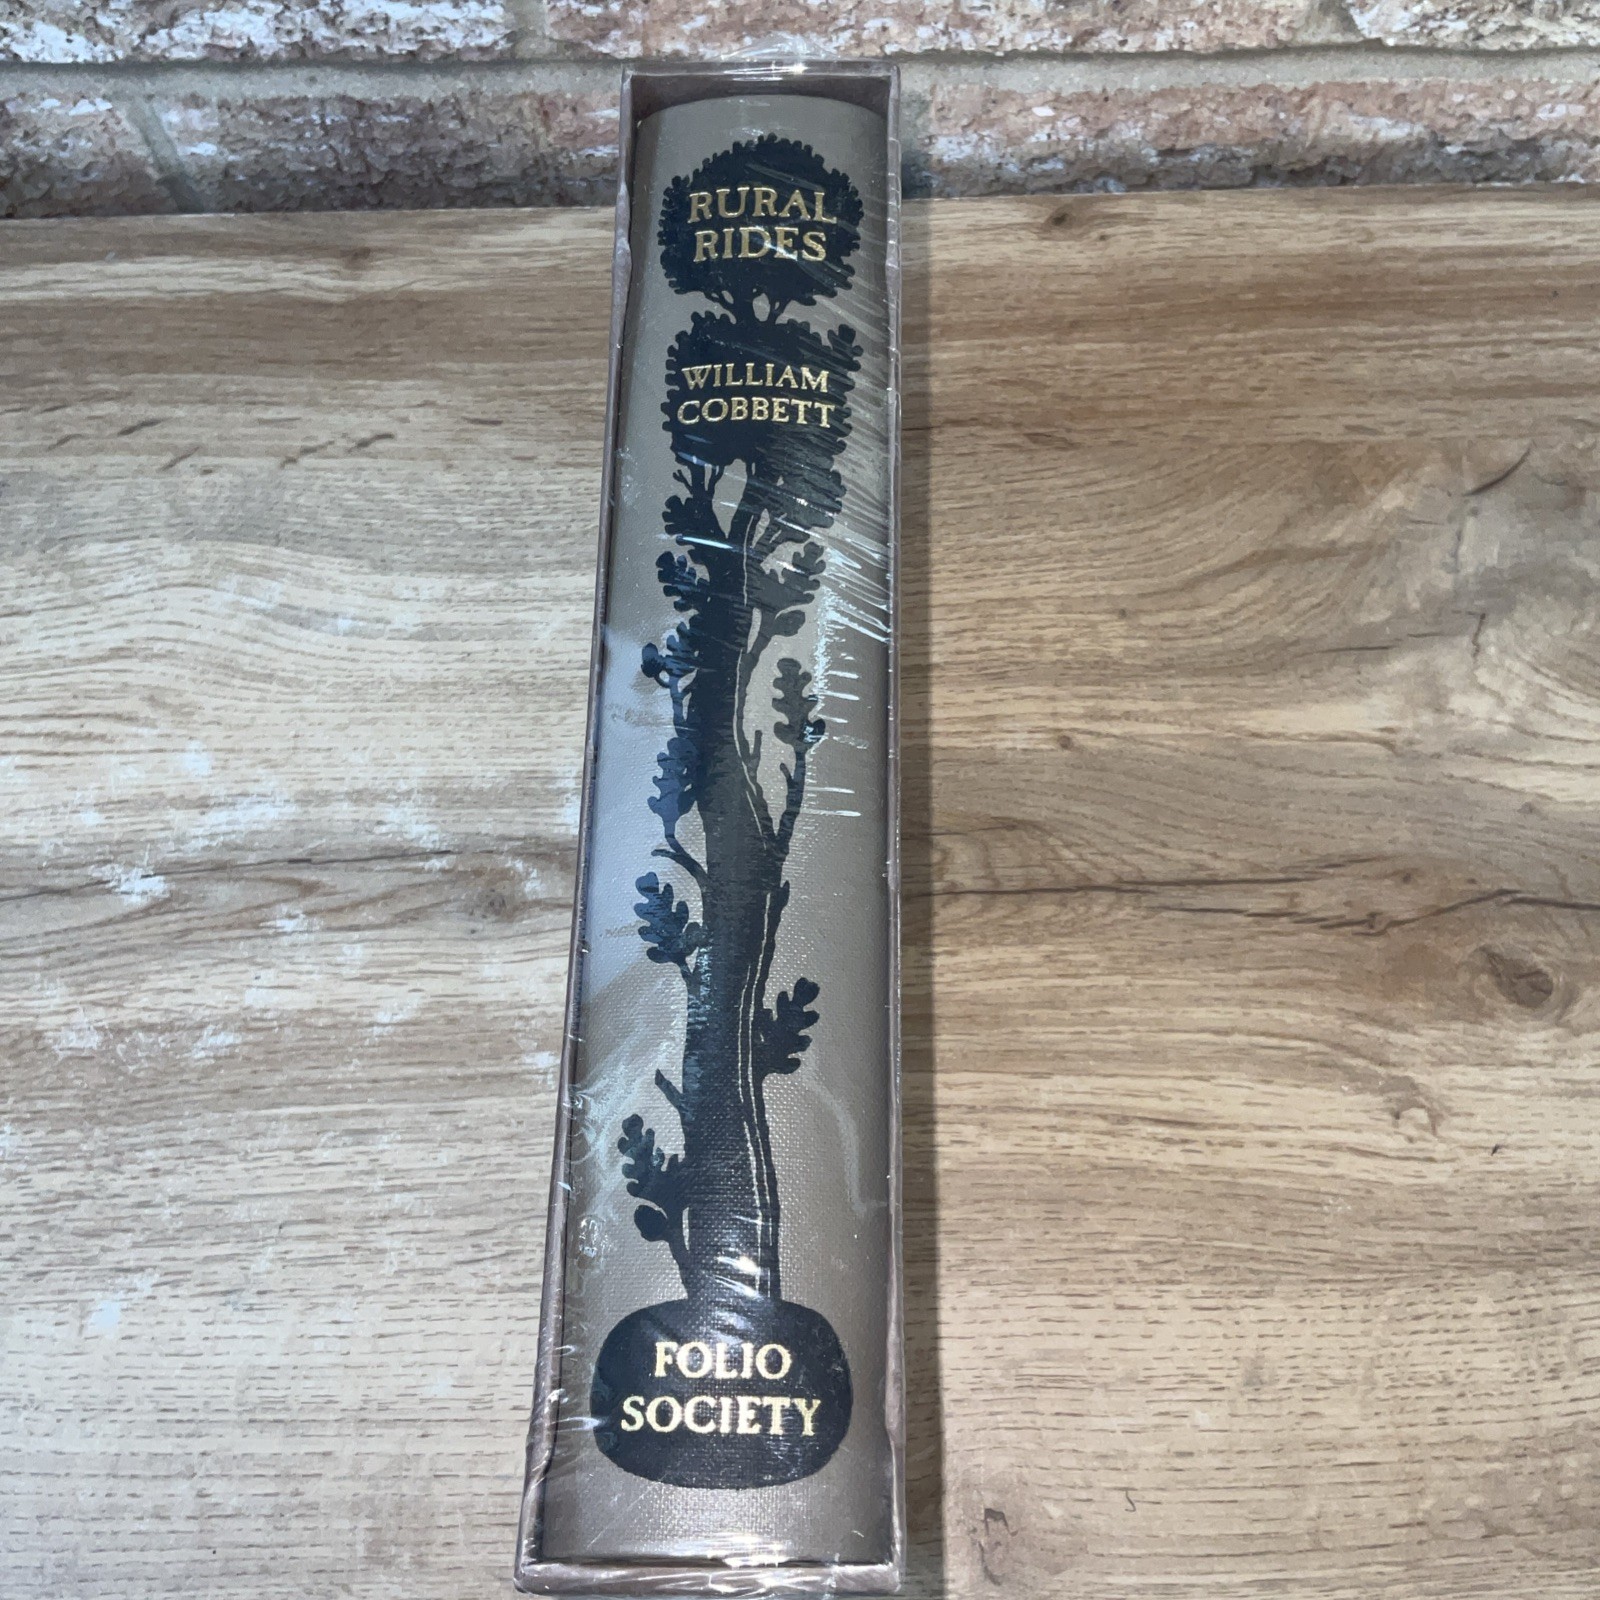 RURAL
RIDES
WILLIAM
COBBETT
FOLIO
SOCIETY